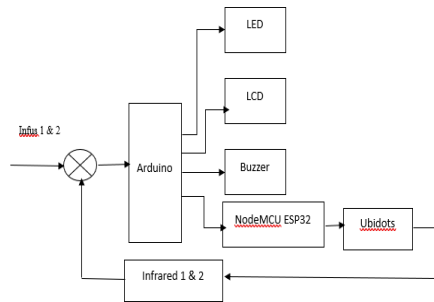 LED
LCD
Infus 1 & 2
Arduino
Buzzer
NodeMCU ESP32
Ubidots
Infrared 1 & 2